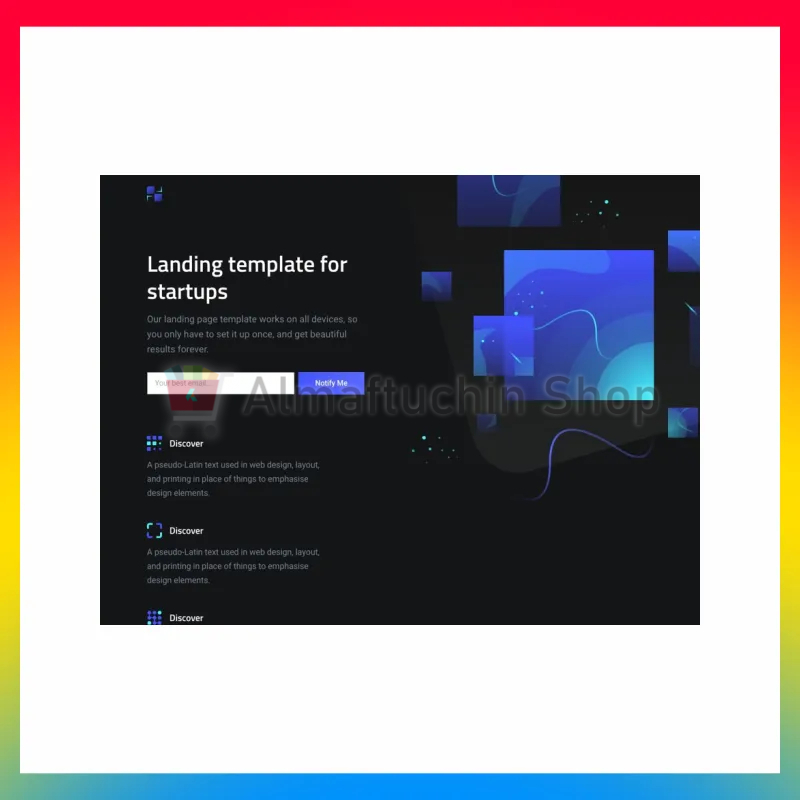 Landing template for
startups
Our landing page template works on all devices, so
you only have to set it up once, and get beautiful
results forever.
Your best email...
Notify Me
Almaftuchin Shop
Discover
A pseudo-Latin text used in web design, layout,
and printing in place of things to emphasise
design elements.
Discover
A pseudo-Latin text used in web design, layout,
and printing in place of things to emphasise
design elements.
Discover